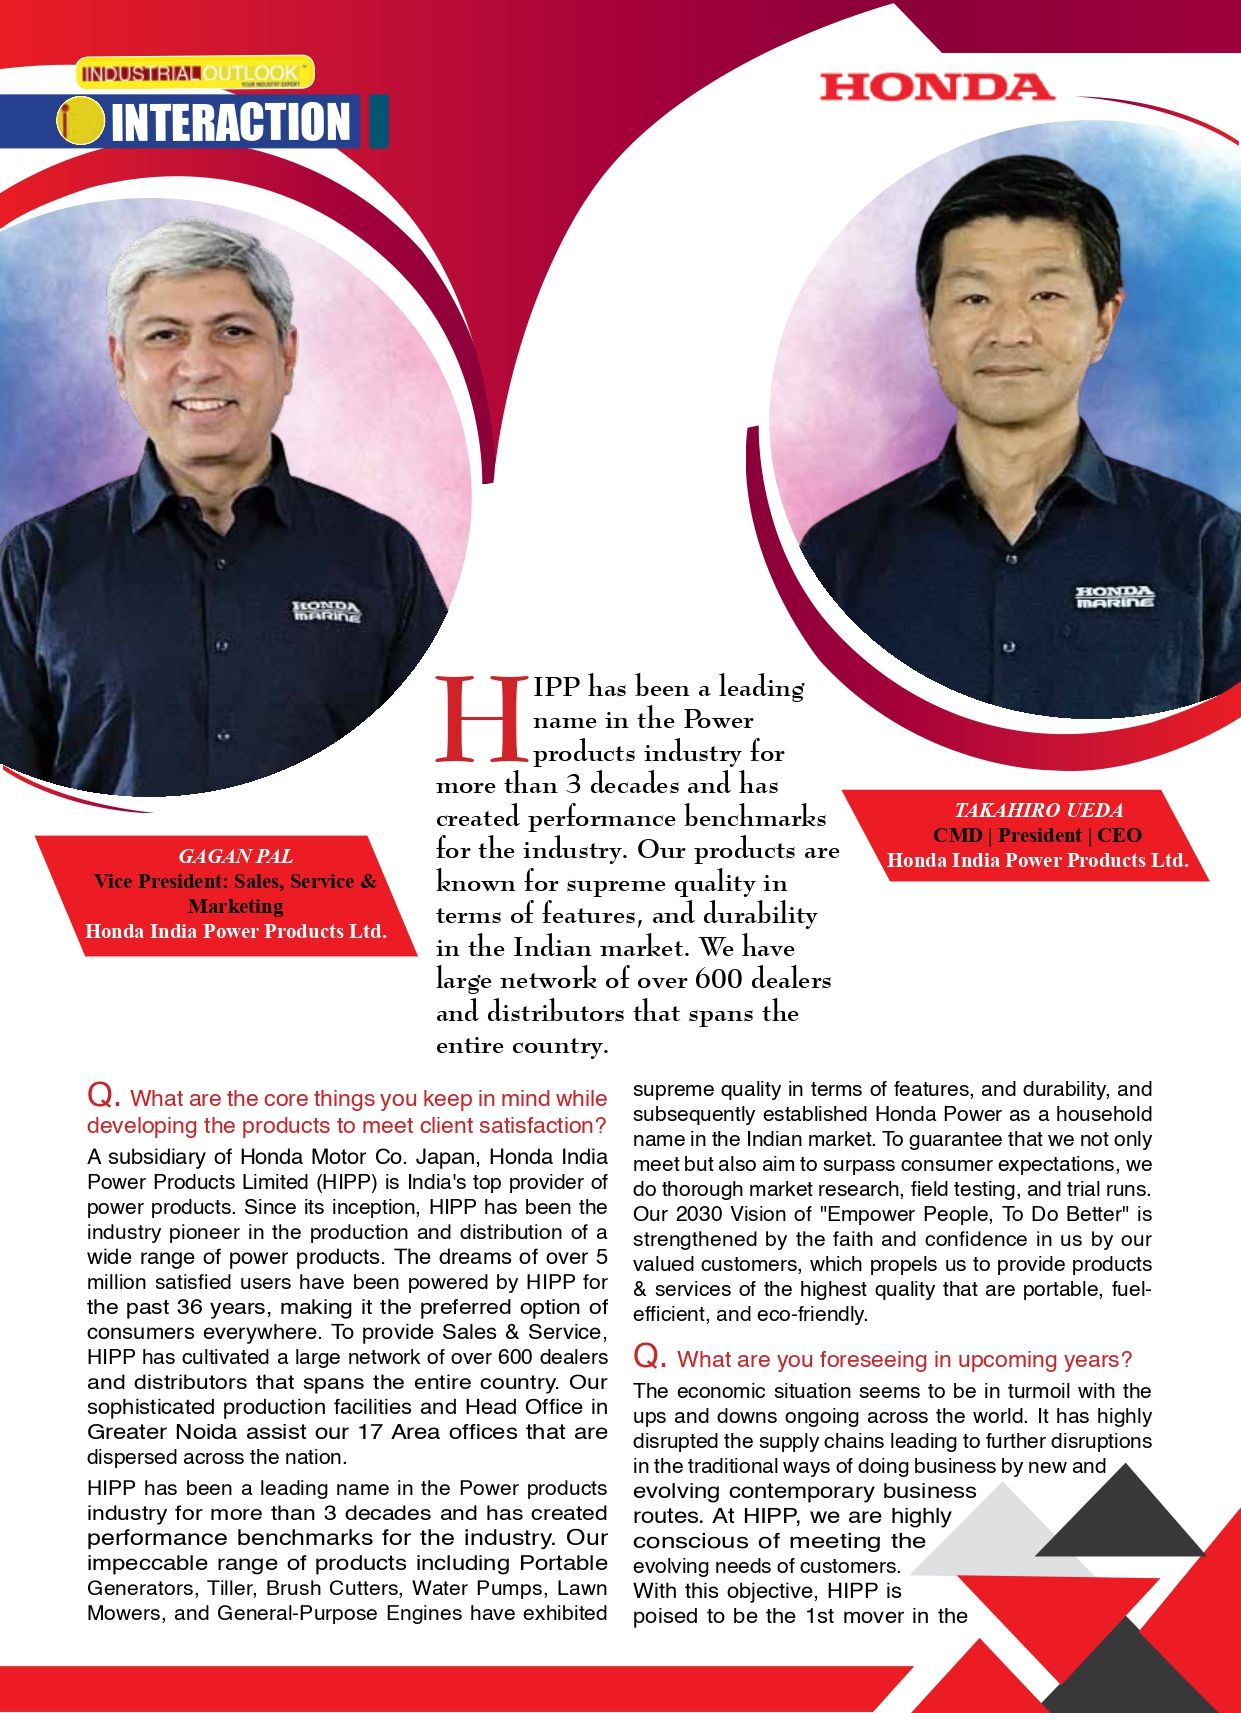 INDUSTRIAL OUTLOOK
YOUR INDUSTRY EXPERT
INTERACTION
HONDA
HONDA
MARINE
HONDA
MARINE
GAGAN PAL
Vice President: Sales, Service &
Marketing
Honda India Power Products Ltd.
TAKAHIRO UEDA
CMD | President | CEO
Honda India Power Products Ltd.
HIPP has been a leading
name in the Power
products industry for
more than 3 decades and has
created performance benchmarks
for the industry. Our products are
known for supreme quality in
terms of features, and durability
in the Indian market. We have
large network of over 600 dealers
and distributors that spans the
entire country.
Q. What are the core things you keep in mind while
developing the products to meet client satisfaction?
A subsidiary of Honda Motor Co. Japan, Honda India
Power Products Limited (HIPP) is India's top provider of
power products. Since its inception, HIPP has been the
industry pioneer in the production and distribution of a
wide range of power products. The dreams of over 5
million satisfied users have been powered by HIPP for
the past 36 years, making it the preferred option of
consumers everywhere. To provide Sales & Service,
HIPP has cultivated a large network of over 600 dealers
and distributors that spans the entire country. Our
sophisticated production facilities and Head Office in
Greater Noida assist our 17 Area offices that are
dispersed across the nation.
HIPP has been a leading name in the Power products
industry for more than 3 decades and has created
performance benchmarks for the industry. Our
impeccable range of products including Portable
Generators, Tiller, Brush Cutters, Water Pumps, Lawn
Mowers, and General-Purpose Engines have exhibited
supreme quality in terms of features, and durability, and
subsequently established Honda Power as a household
name in the Indian market. To guarantee that we not only
meet but also aim to surpass consumer expectations, we
do thorough market research, field testing, and trial runs.
Our 2030 Vision of "Empower People, To Do Better" is
strengthened by the faith and confidence in us by our
valued customers, which propels us to provide products
& services of the highest quality that are portable, fuel-
efficient, and eco-friendly.
Q. What are you foreseeing in upcoming years?
The economic situation seems to be in turmoil with the
ups and downs ongoing across the world. It has highly
disrupted the supply chains leading to further disruptions
in the traditional ways of doing business by new and
evolving contemporary business
routes. At HIPP, we are highly
conscious of meeting the
evolving needs of customers.
With this objective, HIPP is
poised to be the 1st mover in the